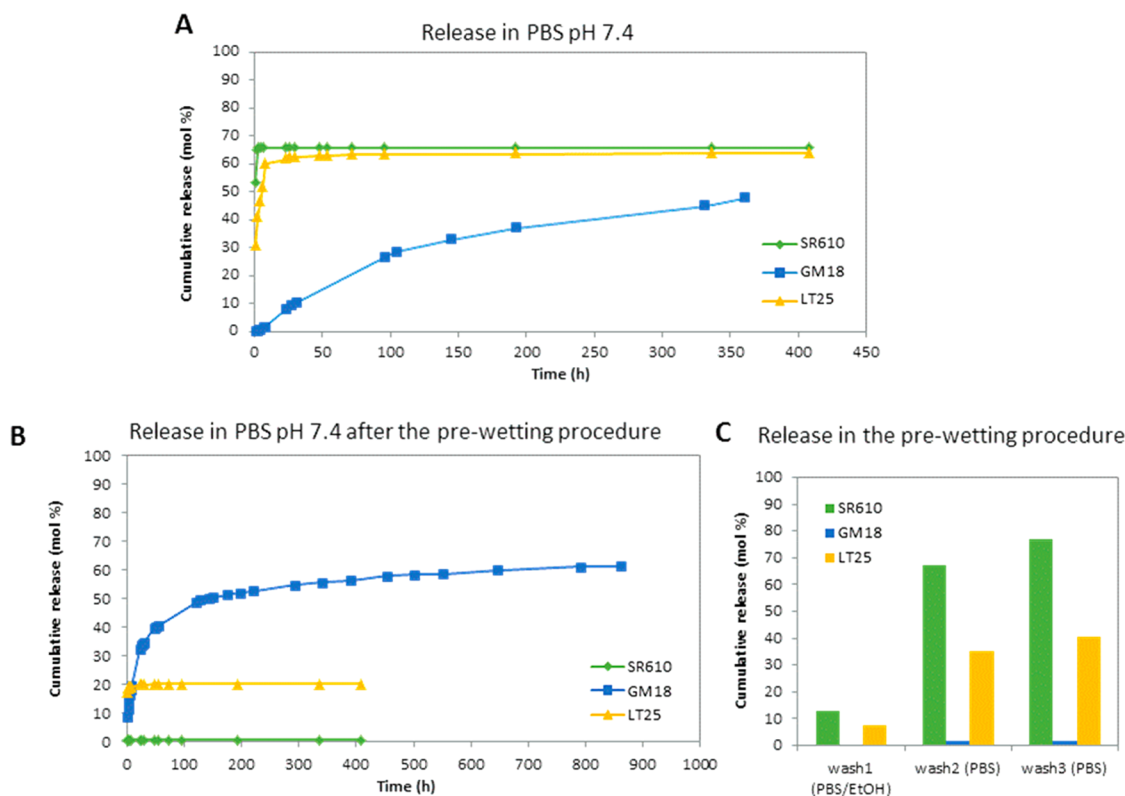 A
Release in PBS pH 7.4
Cumulative release (mol %)
100
90
80
70
60
50
40
30
20
10
0
0 50 100 150 200 250 300 350 400 450
Time (h)
SR610
GM18
LT25
B
Release in PBS pH 7.4 after the pre-wetting procedure
Cumulative release (mol %)
100
90
80
70
60
50
40
30
20
10
0
0 100 200 300 400 500 600 700 800 900 1000
Time (h)
SR610
GM18
LT25
C
Release in the pre-wetting procedure
Cumulative release (mol %)
100
90
80
70
60
50
40
30
20
10
0
SR610
GM18
LT25
wash1
(PBS/EtOH)
wash2 (PBS)
wash3 (PBS)